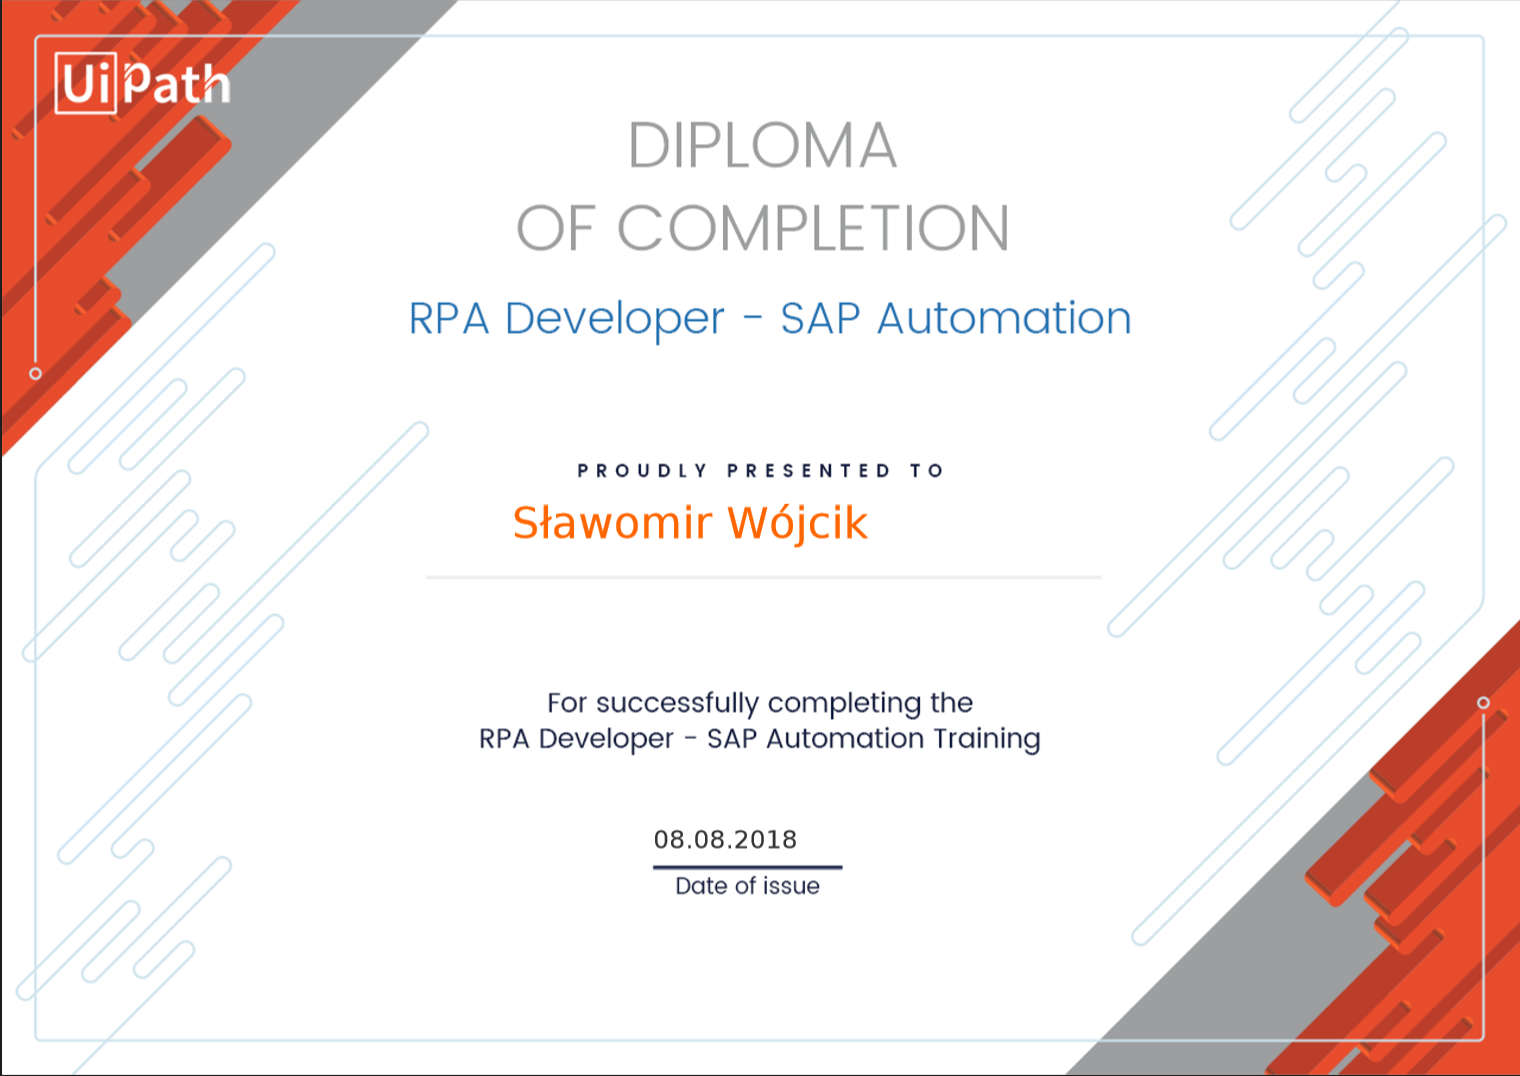 UiPath
DIPLOMA
OF COMPLETION
RPA Developer - SAP Automation
PROUDLY PRESENTED TO
Sławomir Wójcik
For successfully completing the
RPA Developer - SAP Automation Training
08.08.2018
Date of issue